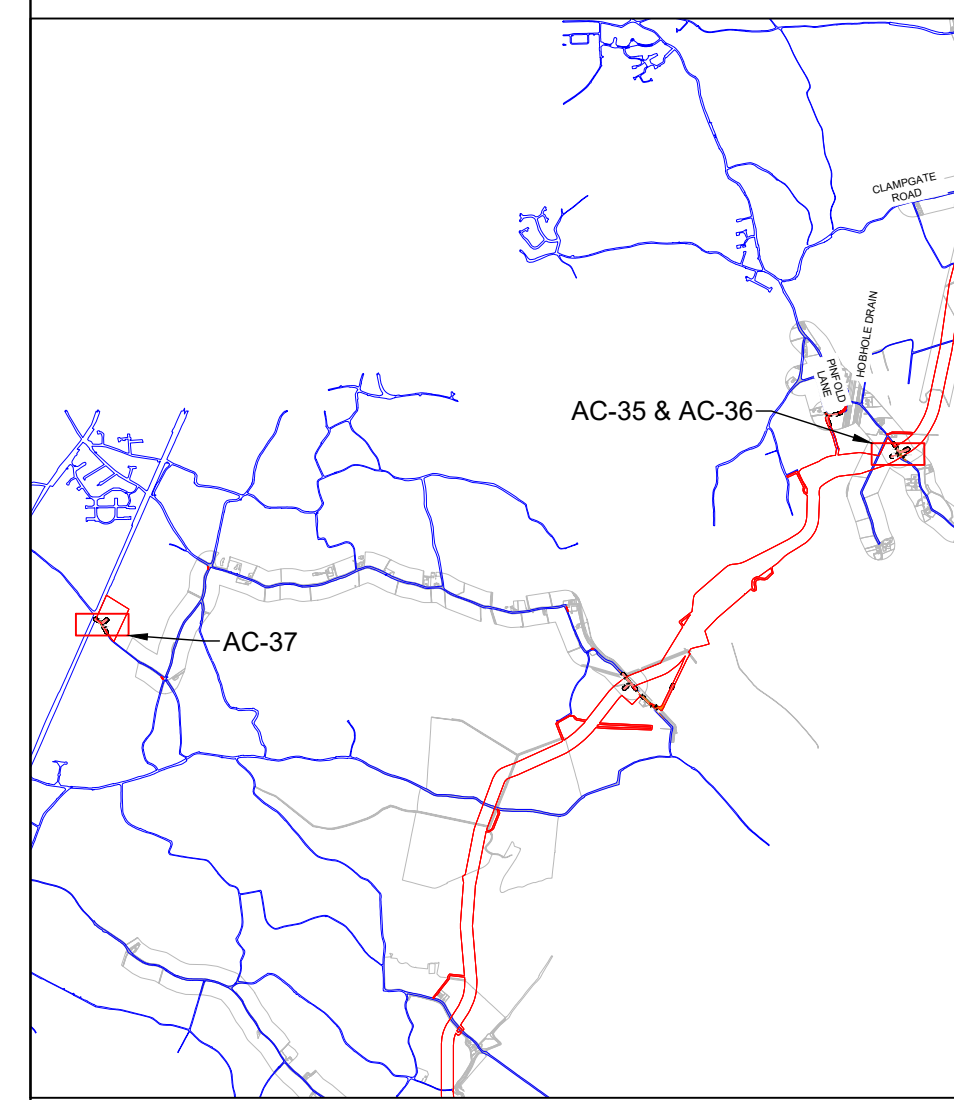 CLAMPGATE
ROAD
HOBHOLE DRAIN
PINFOLD
LANE
AC-35 & AC-36
AC-37